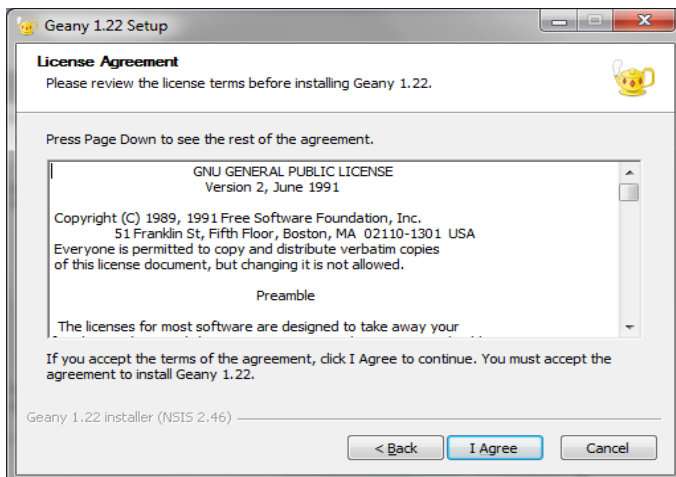 Geany 1.22 Setup
License Agreement
Please review the license terms before installing Geany 1.22.
Press Page Down to see the rest of the agreement.
GNU GENERAL PUBLIC LICENSE
Version 2, June 1991
Copyright (C) 1989, 1991 Free Software Foundation, Inc.
51 Franklin St, Fifth Floor, Boston, MA 02110-1301 USA
Everyone is permitted to copy and distribute verbatim copies
of this license document, but changing it is not allowed.
Preamble
The licenses for most software are designed to take away your
If you accept the terms of the agreement, click I Agree to continue. You must accept the
agreement to install Geany 1.22.
Geany 1.22 installer (NSIS 2.46)
< Back I Agree Cancel